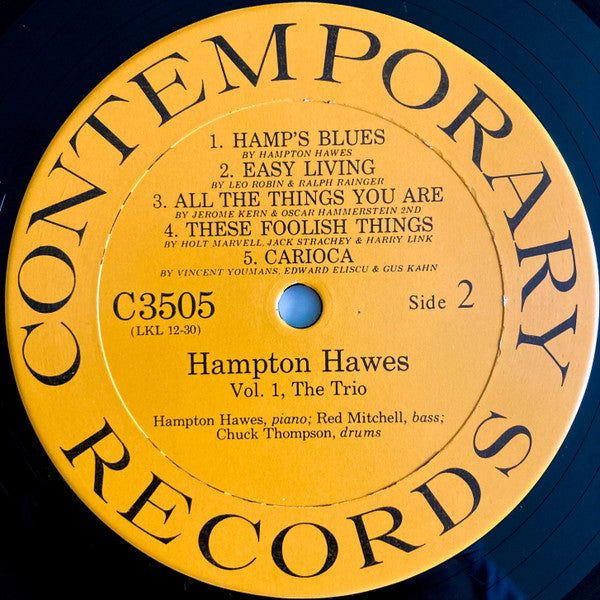 CONTEMPORARY
1. HAMP'S BLUES
BY HAMPTON HAWES
2. EASY LIVING
BY LEO ROBIN & RALPH RAINGER
3. ALL THE THINGS YOU ARE
BY JEROME KERN & OSCAR HAMMERSTEIN 2ND
4. THESE FOOLISH THINGS
BY HOLT MARVELL, JACK STRACHEY & HARRY LINK
5. CARIOCA
BY VINCENT YOUMANS, EDWARD ELISCU & GUS KAHN
C3505
Side 2
(LKL 12-30)
Hampton Hawes
Vol. 1, The Trio
Hampton Hawes, piano; Red Mitchell, bass;
Chuck Thompson, drums
RECORDS